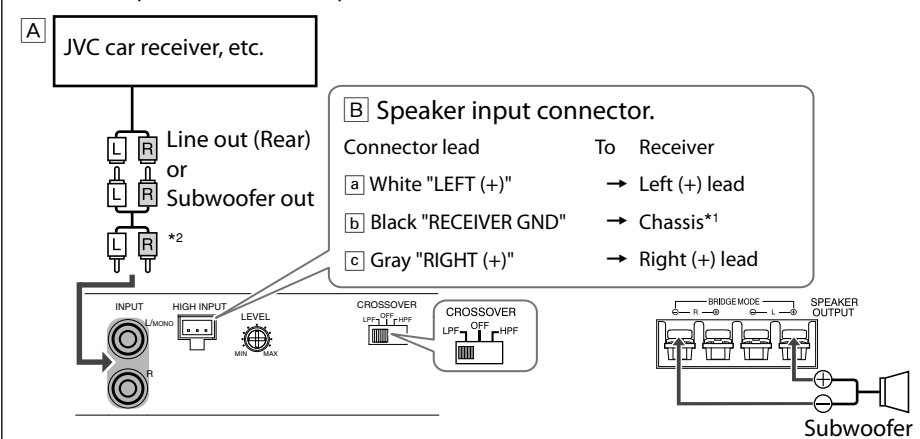 A
JVC car receiver, etc.
L R
Line out (Rear)
or
L R
Subwoofer out
L R
*2
B Speaker input connector.
Connector lead To Receiver
a White "LEFT (+)" → Left (+) lead
b Black "RECEIVER GND" → Chassis*1
c Gray "RIGHT (+)" → Right (+) lead
INPUT
L/MONO
R
HIGH INPUT
LEVEL
MIN MAX
CROSSOVER
LPF OFF HPF
CROSSOVER
LPF OFF HPF
BRIDGE MODE
⊖ R ⊕ ⊖ L ⊕
SPEAKER
OUTPUT
+
−
Subwoofer